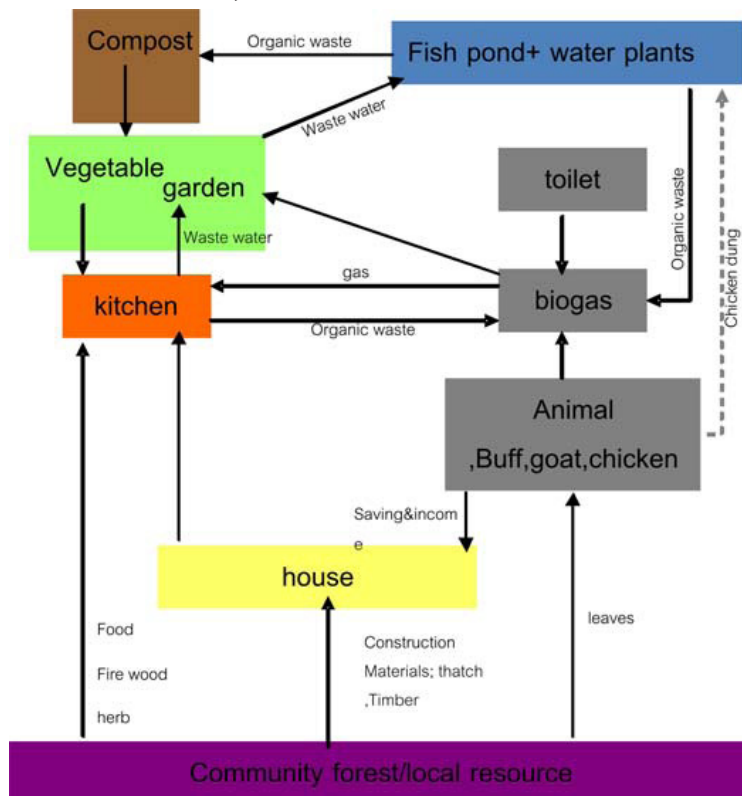 Compost
Organic waste
Fish pond+ water plants
Waste water
Vegetable
garden
toilet
Organic waste
Chicken dung
Waste water
gas
kitchen
biogas
Organic waste
Animal
,Buff,goat,chicken
Saving&incom
e
house
Food
Fire wood
herb
Construction
Materials; thatch
,Timber
leaves
Community forest/local resource